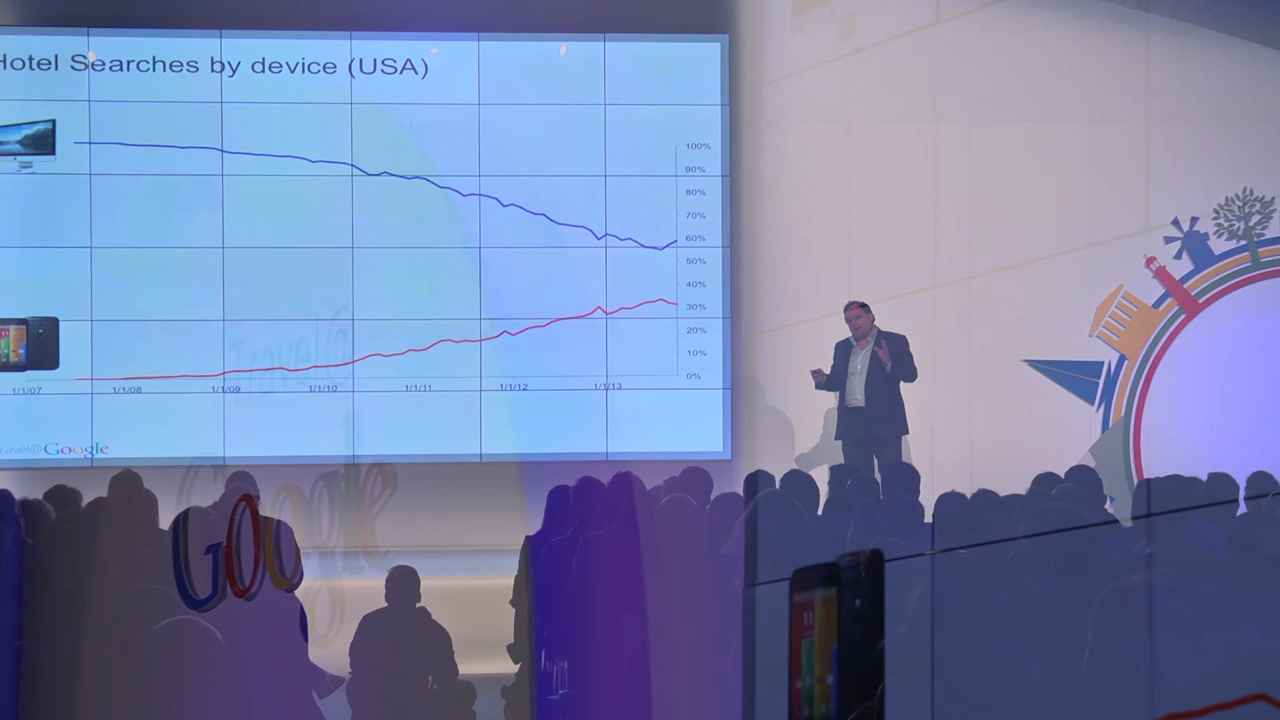 Hotel Searches by device (USA)
100%
90%
80%
70%
60%
50%
40%
30%
20%
10%
0%
1/1/07 1/1/08 1/1/09 1/1/10 1/1/11 1/1/12 1/1/13
Travel@
ravel@Google
Google
Goo